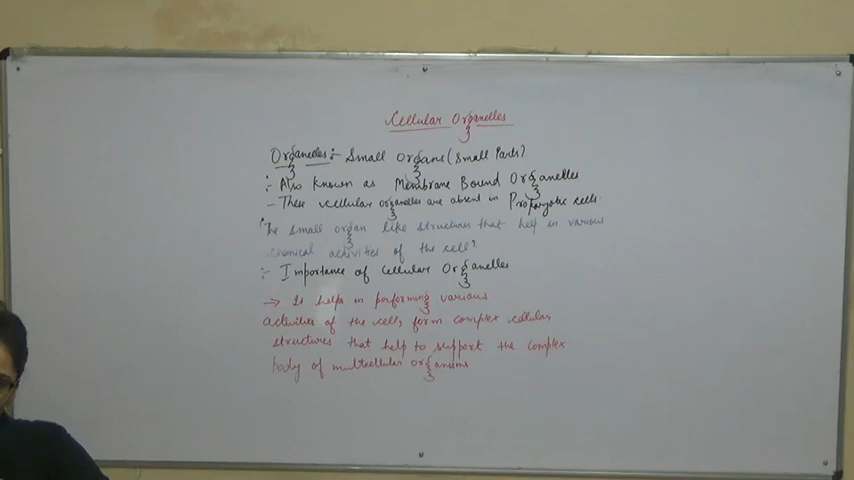 Cellular Organelles
Organelles :- Small Organs (Small Parts)
:- Also known as Membrane Bound Organelles
- These cellular organelles are absent in Prokaryotic cells.
"The small organ like structures that help in various
chemical activities of the cell"
:- Importance of Cellular Organelles
→ It helps in performing various
activities of the cell, form complex cellular
structures that help to support the complex
body of multicellular organisms